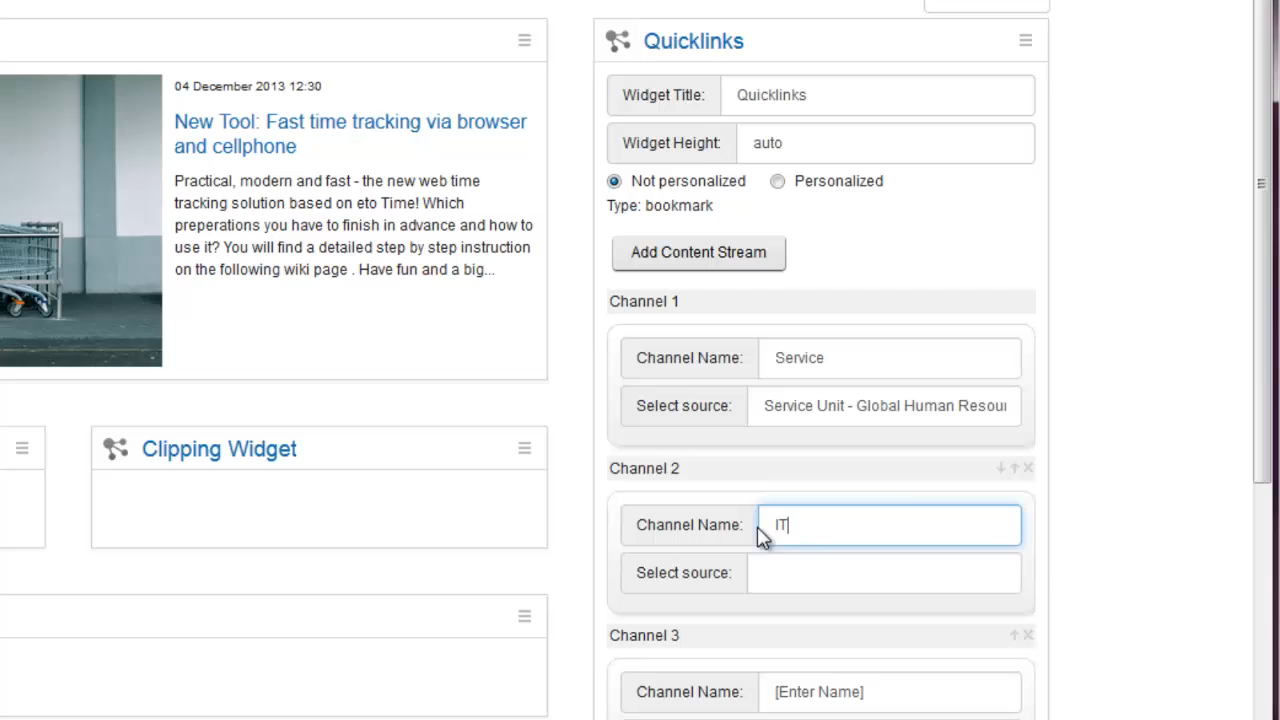 04 December 2013 12:30
New Tool: Fast time tracking via browser
and cellphone
Practical, modern and fast - the new web time
tracking solution based on eto Time! Which
preperations you have to finish in advance and how to
use it? You will find a detailed step by step instruction
on the following wiki page . Have fun and a big...
Clipping Widget
Quicklinks
Widget Title: Quicklinks
Widget Height: auto
Not personalized Personalized
Type: bookmark
Add Content Stream
Channel 1
Channel Name: Service
Select source: Service Unit - Global Human Resour
Channel 2
Channel Name: IT
Select source:
Channel 3
Channel Name: [Enter Name]